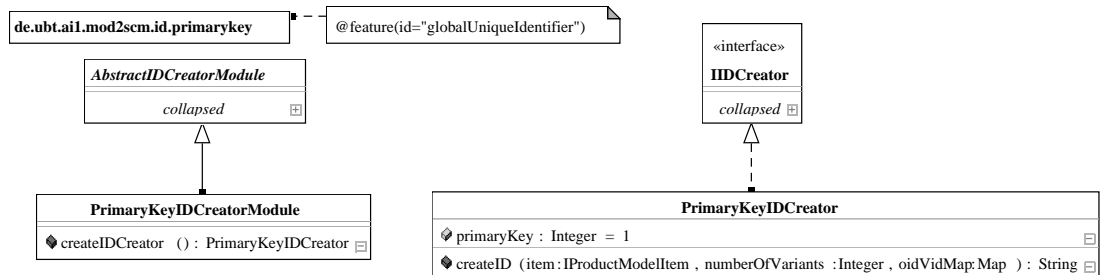 de.ubt.ai1.mod2scm.id.primarykey
@feature(id="globalUniqueIdentifier")
AbstractIDCreatorModule
collapsed
«interface»
IIDCreator
collapsed
PrimaryKeyIDCreatorModule
createIDCreator () : PrimaryKeyIDCreator
PrimaryKeyIDCreator
primaryKey : Integer = 1
createID (item:IProductModelItem , numberOfVariants :Integer , oidVidMap:Map ) : String